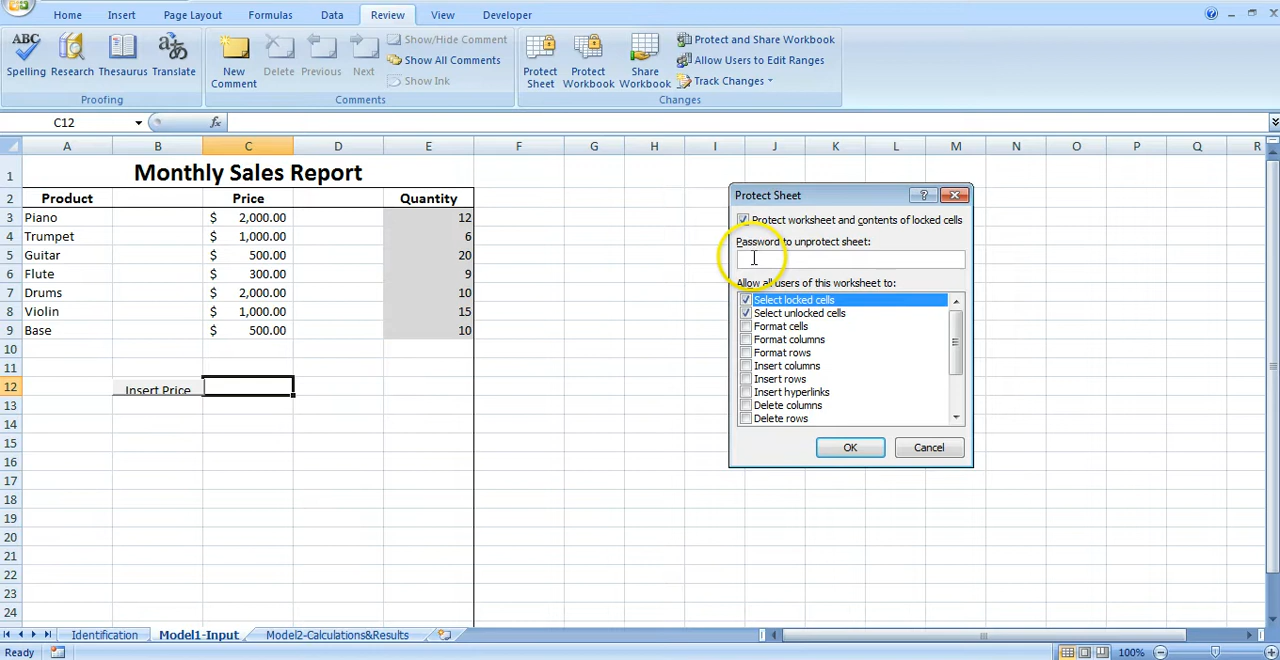 Home Insert Page Layout Formulas Data Review View Developer
ABC
Spelling Research Thesaurus Translate
Proofing
New Comment Delete Previous Next
Show/Hide Comment
Show All Comments
Show Ink
Comments
Protect Sheet Protect Workbook Share Workbook
Protect and Share Workbook
Allow Users to Edit Ranges
Track Changes
Changes
C12 fx
A B C D E F G H I J K L M N O P Q R
1 Monthly Sales Report
2 Product Price Quantity
3 Piano $ 2,000.00 12
4 Trumpet $ 1,000.00 6
5 Guitar $ 500.00 20
6 Flute $ 300.00 9
7 Drums $ 2,000.00 10
8 Violin $ 1,000.00 15
9 Base $ 500.00 10
10
11
12 Insert Price
13
14
15
16
17
18
19
20
21
22
23
24
Protect Sheet ?
Protect worksheet and contents of locked cells
Password to unprotect sheet:
Allow all users of this worksheet to:
Select locked cells
Select unlocked cells
Format cells
Format columns
Format rows
Insert columns
Insert rows
Insert hyperlinks
Delete columns
Delete rows
OK Cancel
Identification Model1-Input Model2-Calculations&Results
Ready 100%